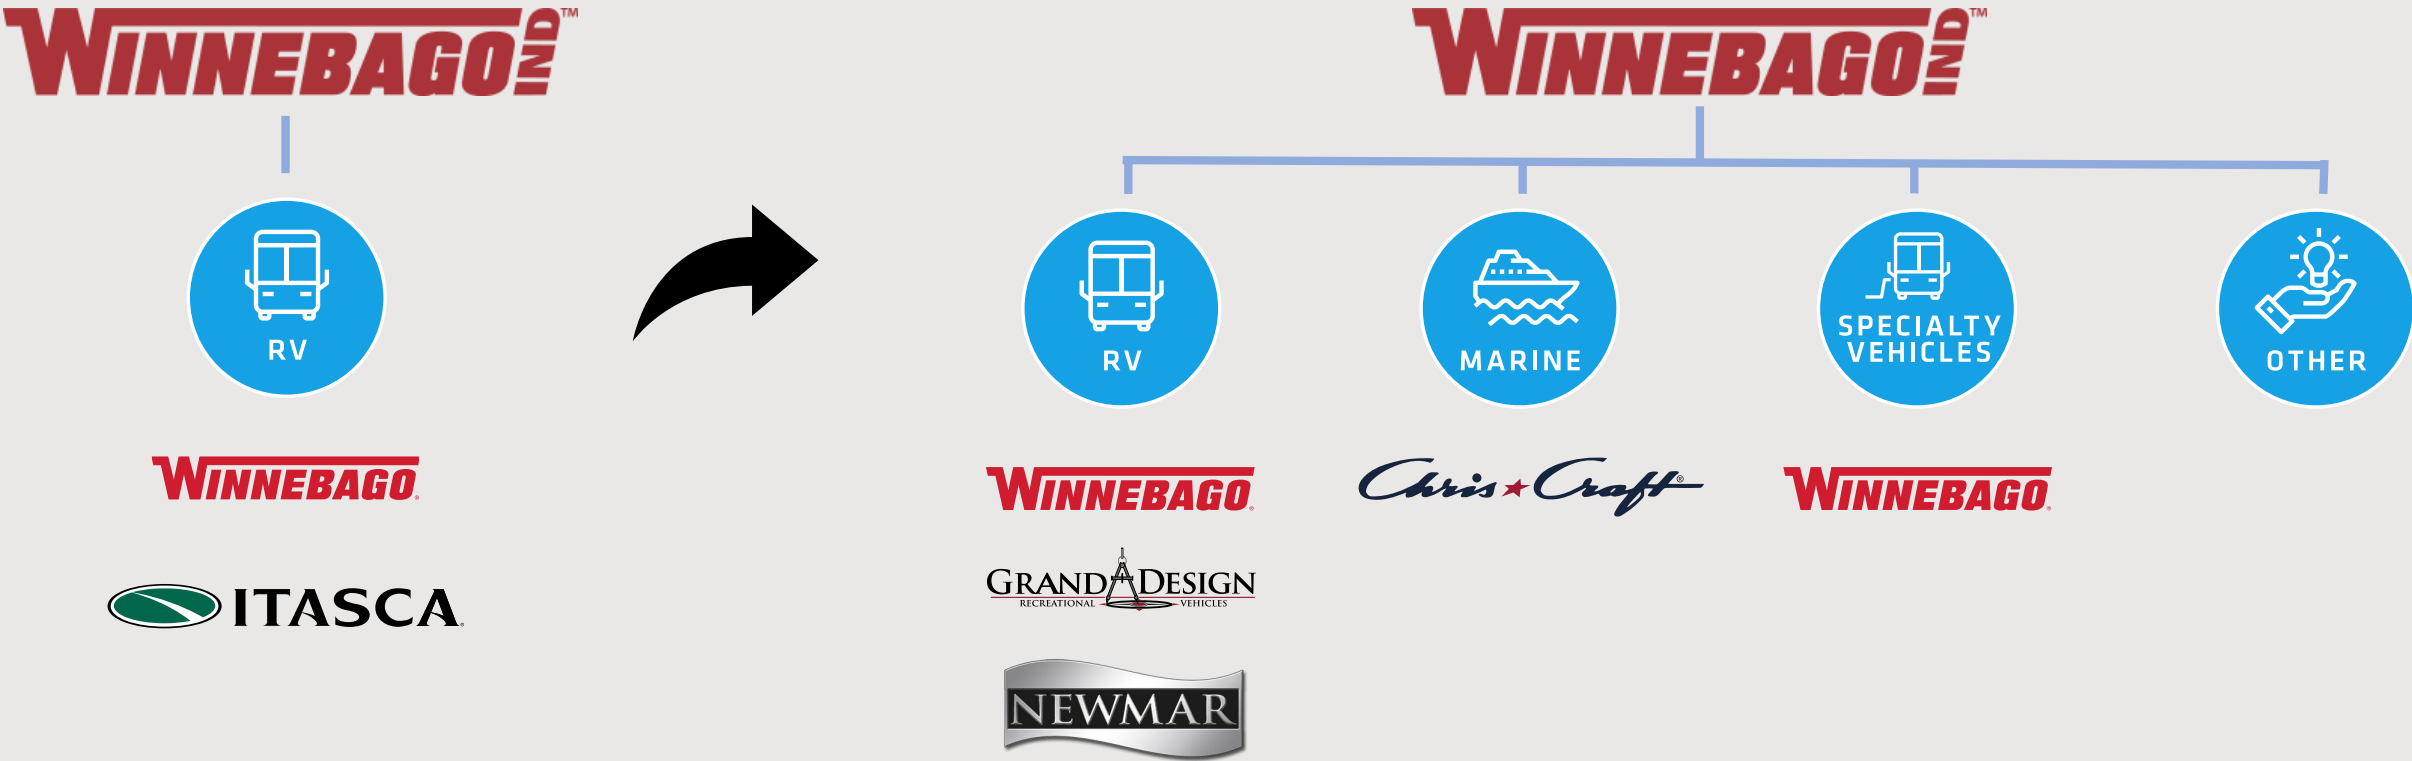 WINNEBAGO IND™
RV
WINNEBAGO®
ITASCA®
WINNEBAGO IND™
RV
MARINE
SPECIALTY
VEHICLES
OTHER
WINNEBAGO®
Chris Craft®
WINNEBAGO®
GRAND DESIGN
RECREATIONAL VEHICLES
NEWMAR